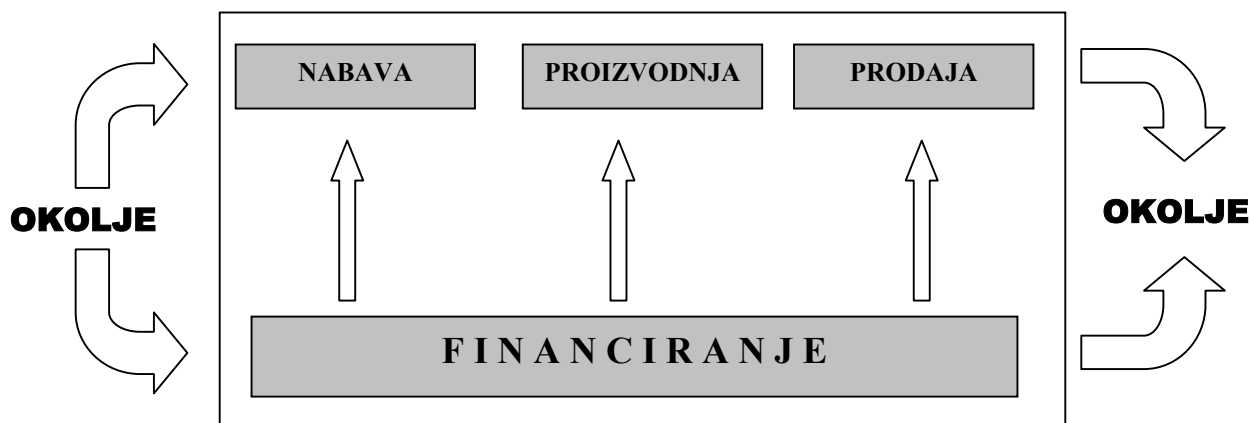 NABAVA
PROIZVODNJA
PRODAJA
OKOLJE
OKOLJE
F I N A N C I R A N J E